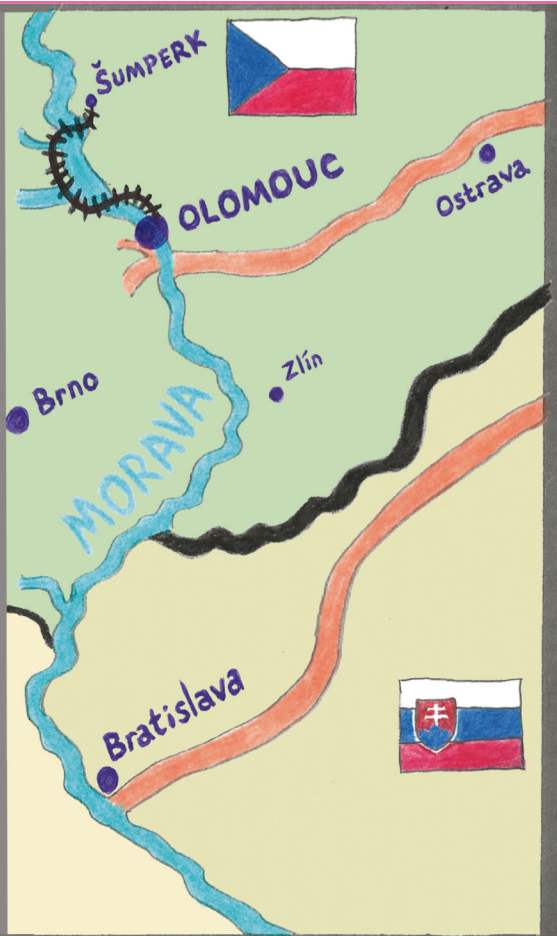 ŠUMPERK
OLOMOUC
Ostrava
Zlín
Brno
MORAVA
Bratislava